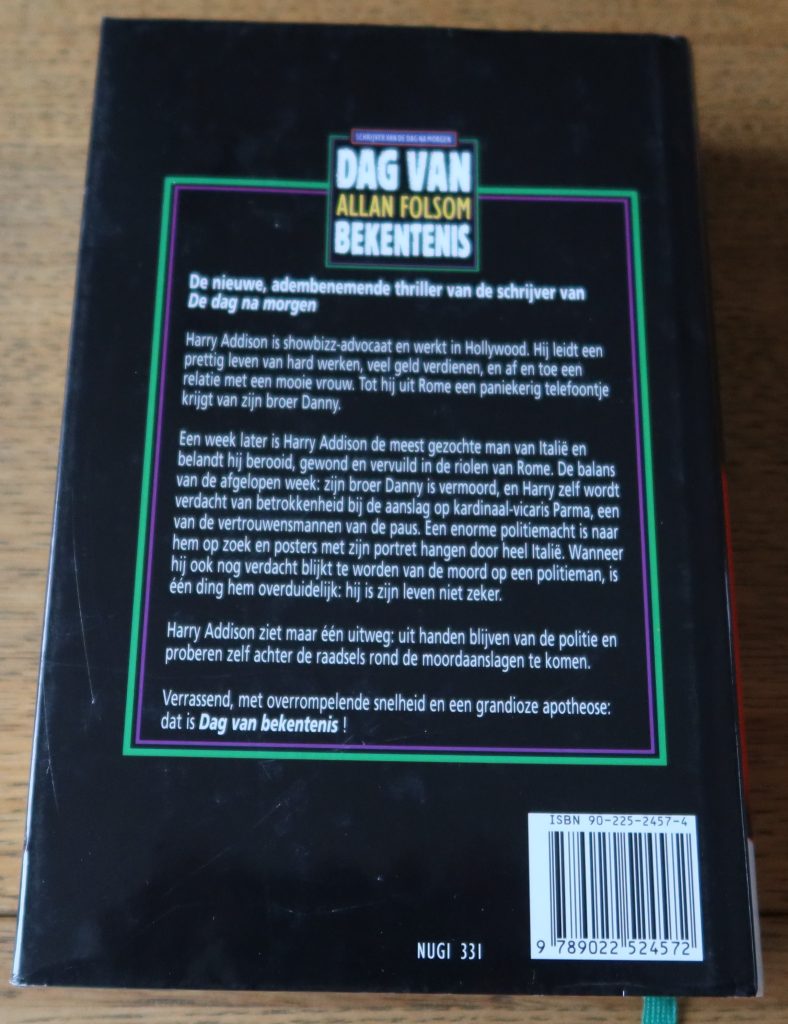 SCHRIJVER VAN DE DAG NA MORGEN
DAG VAN
ALLAN FOLSOM
BEKENTENIS
De nieuwe, adembenemende thriller van de schrijver van
De dag na morgen
Harry Addison is showbizz-advocaat en werkt in Hollywood. Hij leidt een
prettig leven van hard werken, veel geld verdienen, en af en toe een
relatie met een mooie vrouw. Tot hij uit Rome een paniekerig telefoontje
krijgt van zijn broer Danny.
Een week later is Harry Addison de meest gezochte man van Italië en
belandt hij berooid, gewond en vervuild in de riolen van Rome. De balans
van de afgelopen week: zijn broer Danny is vermoord, en Harry zelf wordt
verdacht van betrokkenheid bij de aanslag op kardinaal-vicaris Parma, een
van de vertrouwensmannen van de paus. Een enorme politiemacht is naar
hem op zoek en posters met zijn portret hangen door heel Italië. Wanneer
hij ook nog verdacht blijkt te worden van de moord op een politieman, is
één ding hem overduidelijk: hij is zijn leven niet zeker.
Harry Addison ziet maar één uitweg: uit handen blijven van de politie en
proberen zelf achter de raadsels rond de moordaanslagen te komen.
Verrassend, met overrompelende snelheid en een grandioze apotheose:
dat is Dag van bekentenis !
ISBN 90-225-2457-4
9 789022 524572
NUGI 331